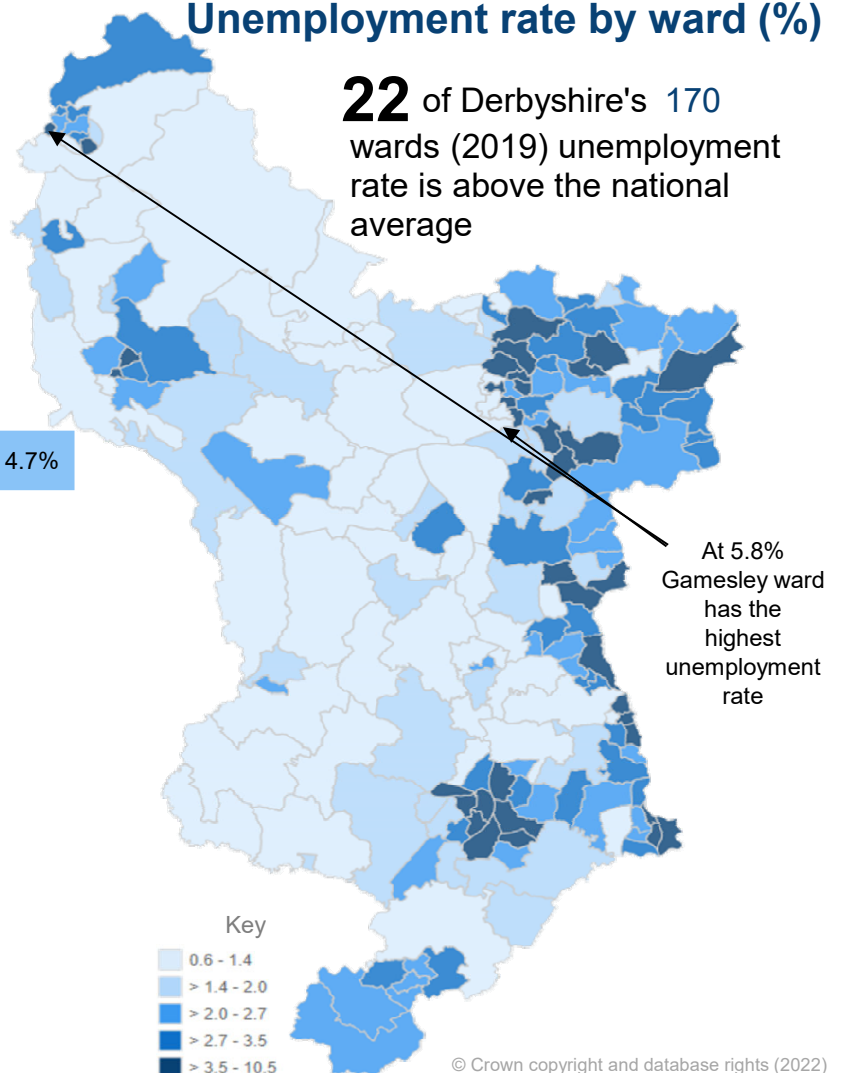 Unemployment rate by ward (%)
22 of Derbyshire's 170
wards (2019) unemployment
rate is above the national
average
4.7%
At 5.8%
Gamesley ward
has the
highest
unemployment
rate
Key
0.6 - 1.4
> 1.4 - 2.0
> 2.0 - 2.7
> 2.7 - 3.5
> 3.5 - 10.5
© Crown copyright and database rights (2022)